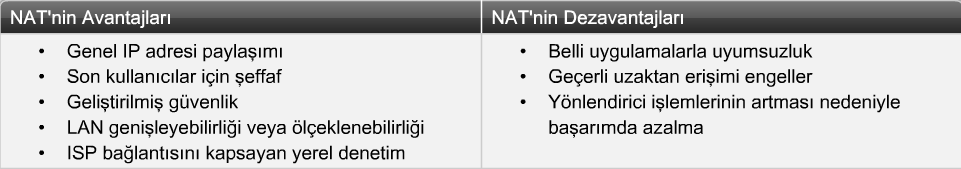 NAT'nin Avantajları
• Genel IP adresi paylaşımı
• Son kullanıcılar için şeffaf
• Geliştirilmiş güvenlik
• LAN genişleyebilirliği veya ölçeklenebilirliği
• ISP bağlantısını kapsayan yerel denetim
NAT'nin Dezavantajları
• Belli uygulamalarla uyumsuzluk
• Geçerli uzaktan erişimi engeller
• Yönlendirici işlemlerinin artması nedeniyle
başarımda azalma